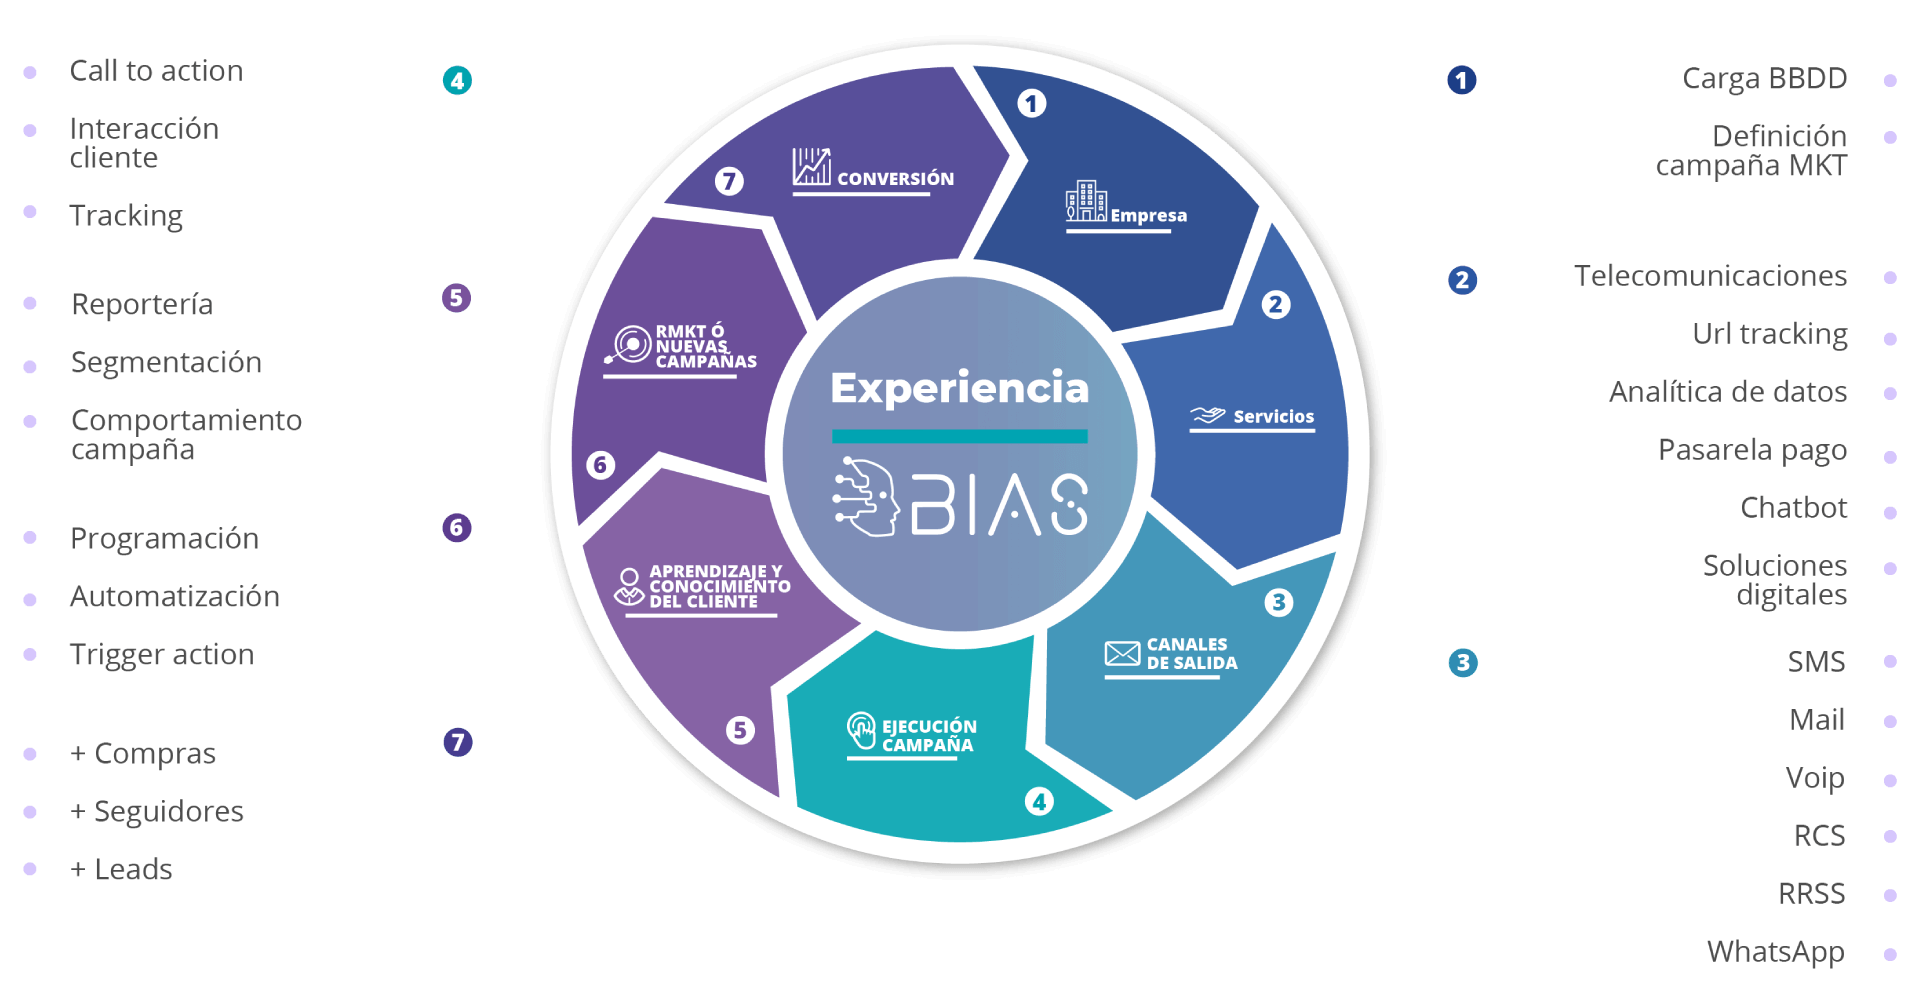 4
Call to action
Interacción
cliente
Tracking
5
Reportería
Segmentación
Comportamiento
campaña
6
Programación
Automatización
Trigger action
7
+ Compras
+ Seguidores
+ Leads
1
Empresa
2
Servicios
3
CANALES
DE SALIDA
4
EJECUCIÓN
CAMPAÑA
5
APRENDIZAJE Y
CONOCIMIENTO
DEL CLIENTE
6
RMKT Ó
NUEVAS
CAMPAÑAS
7
CONVERSIÓN
Experiencia
BIAS
1
Carga BBDD
Definición
campaña MKT
2
Telecomunicaciones
Url tracking
Analítica de datos
Pasarela pago
Chatbot
Soluciones
digitales
3
SMS
Mail
Voip
RCS
RRSS
WhatsApp